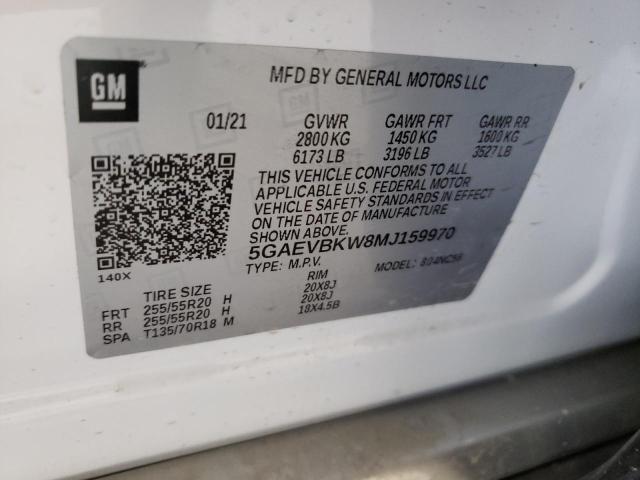 GM
MFD BY GENERAL MOTORS LLC
01/21 GVWR GAWR FRT GAWR RR
2800 KG 1450 KG 1600 KG
6173 LB 3196 LB 3527 LB
THIS VEHICLE CONFORMS TO ALL
APPLICABLE U.S. FEDERAL MOTOR
VEHICLE SAFETY STANDARDS IN EFFECT
ON THE DATE OF MANUFACTURE
SHOWN ABOVE.
5GAEVBKW8MJ159970
140X TYPE: M.P.V. MODEL:
TIRE SIZE RIM
FRT 255/55R20 H 20X8J
RR 255/55R20 H 20X8J
SPA T135/70R18 M 18X4.5B